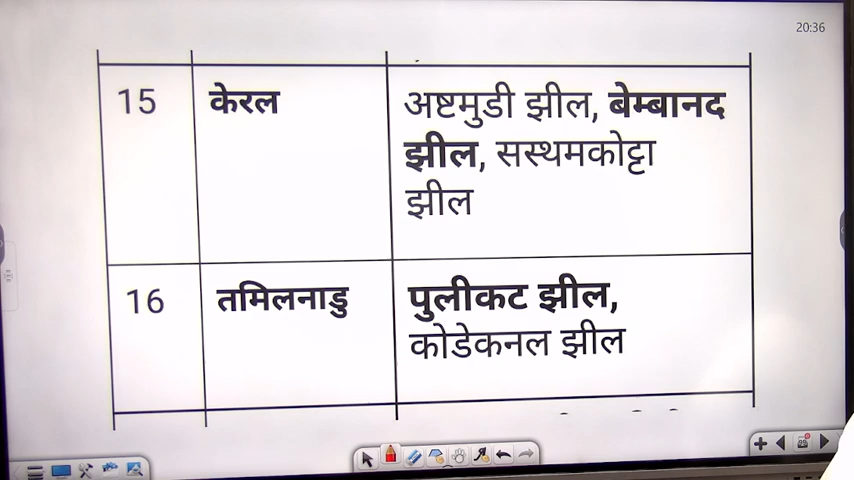 20:36
15 केरल अष्टमुडी झील, बेम्बानद
झील, सस्थमकोट्टा
झील
16 तमिलनाडु पुलीकट झील,
कोडेकनल झील